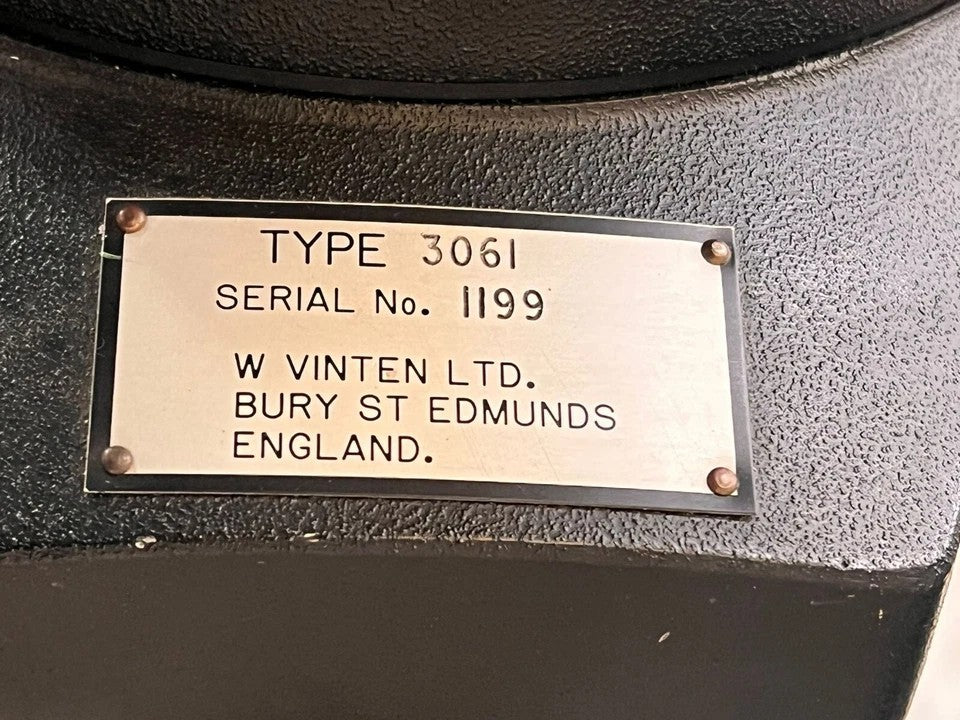 TYPE 3061
SERIAL No. 1199
W VINTEN LTD.
BURY ST EDMUNDS
ENGLAND.